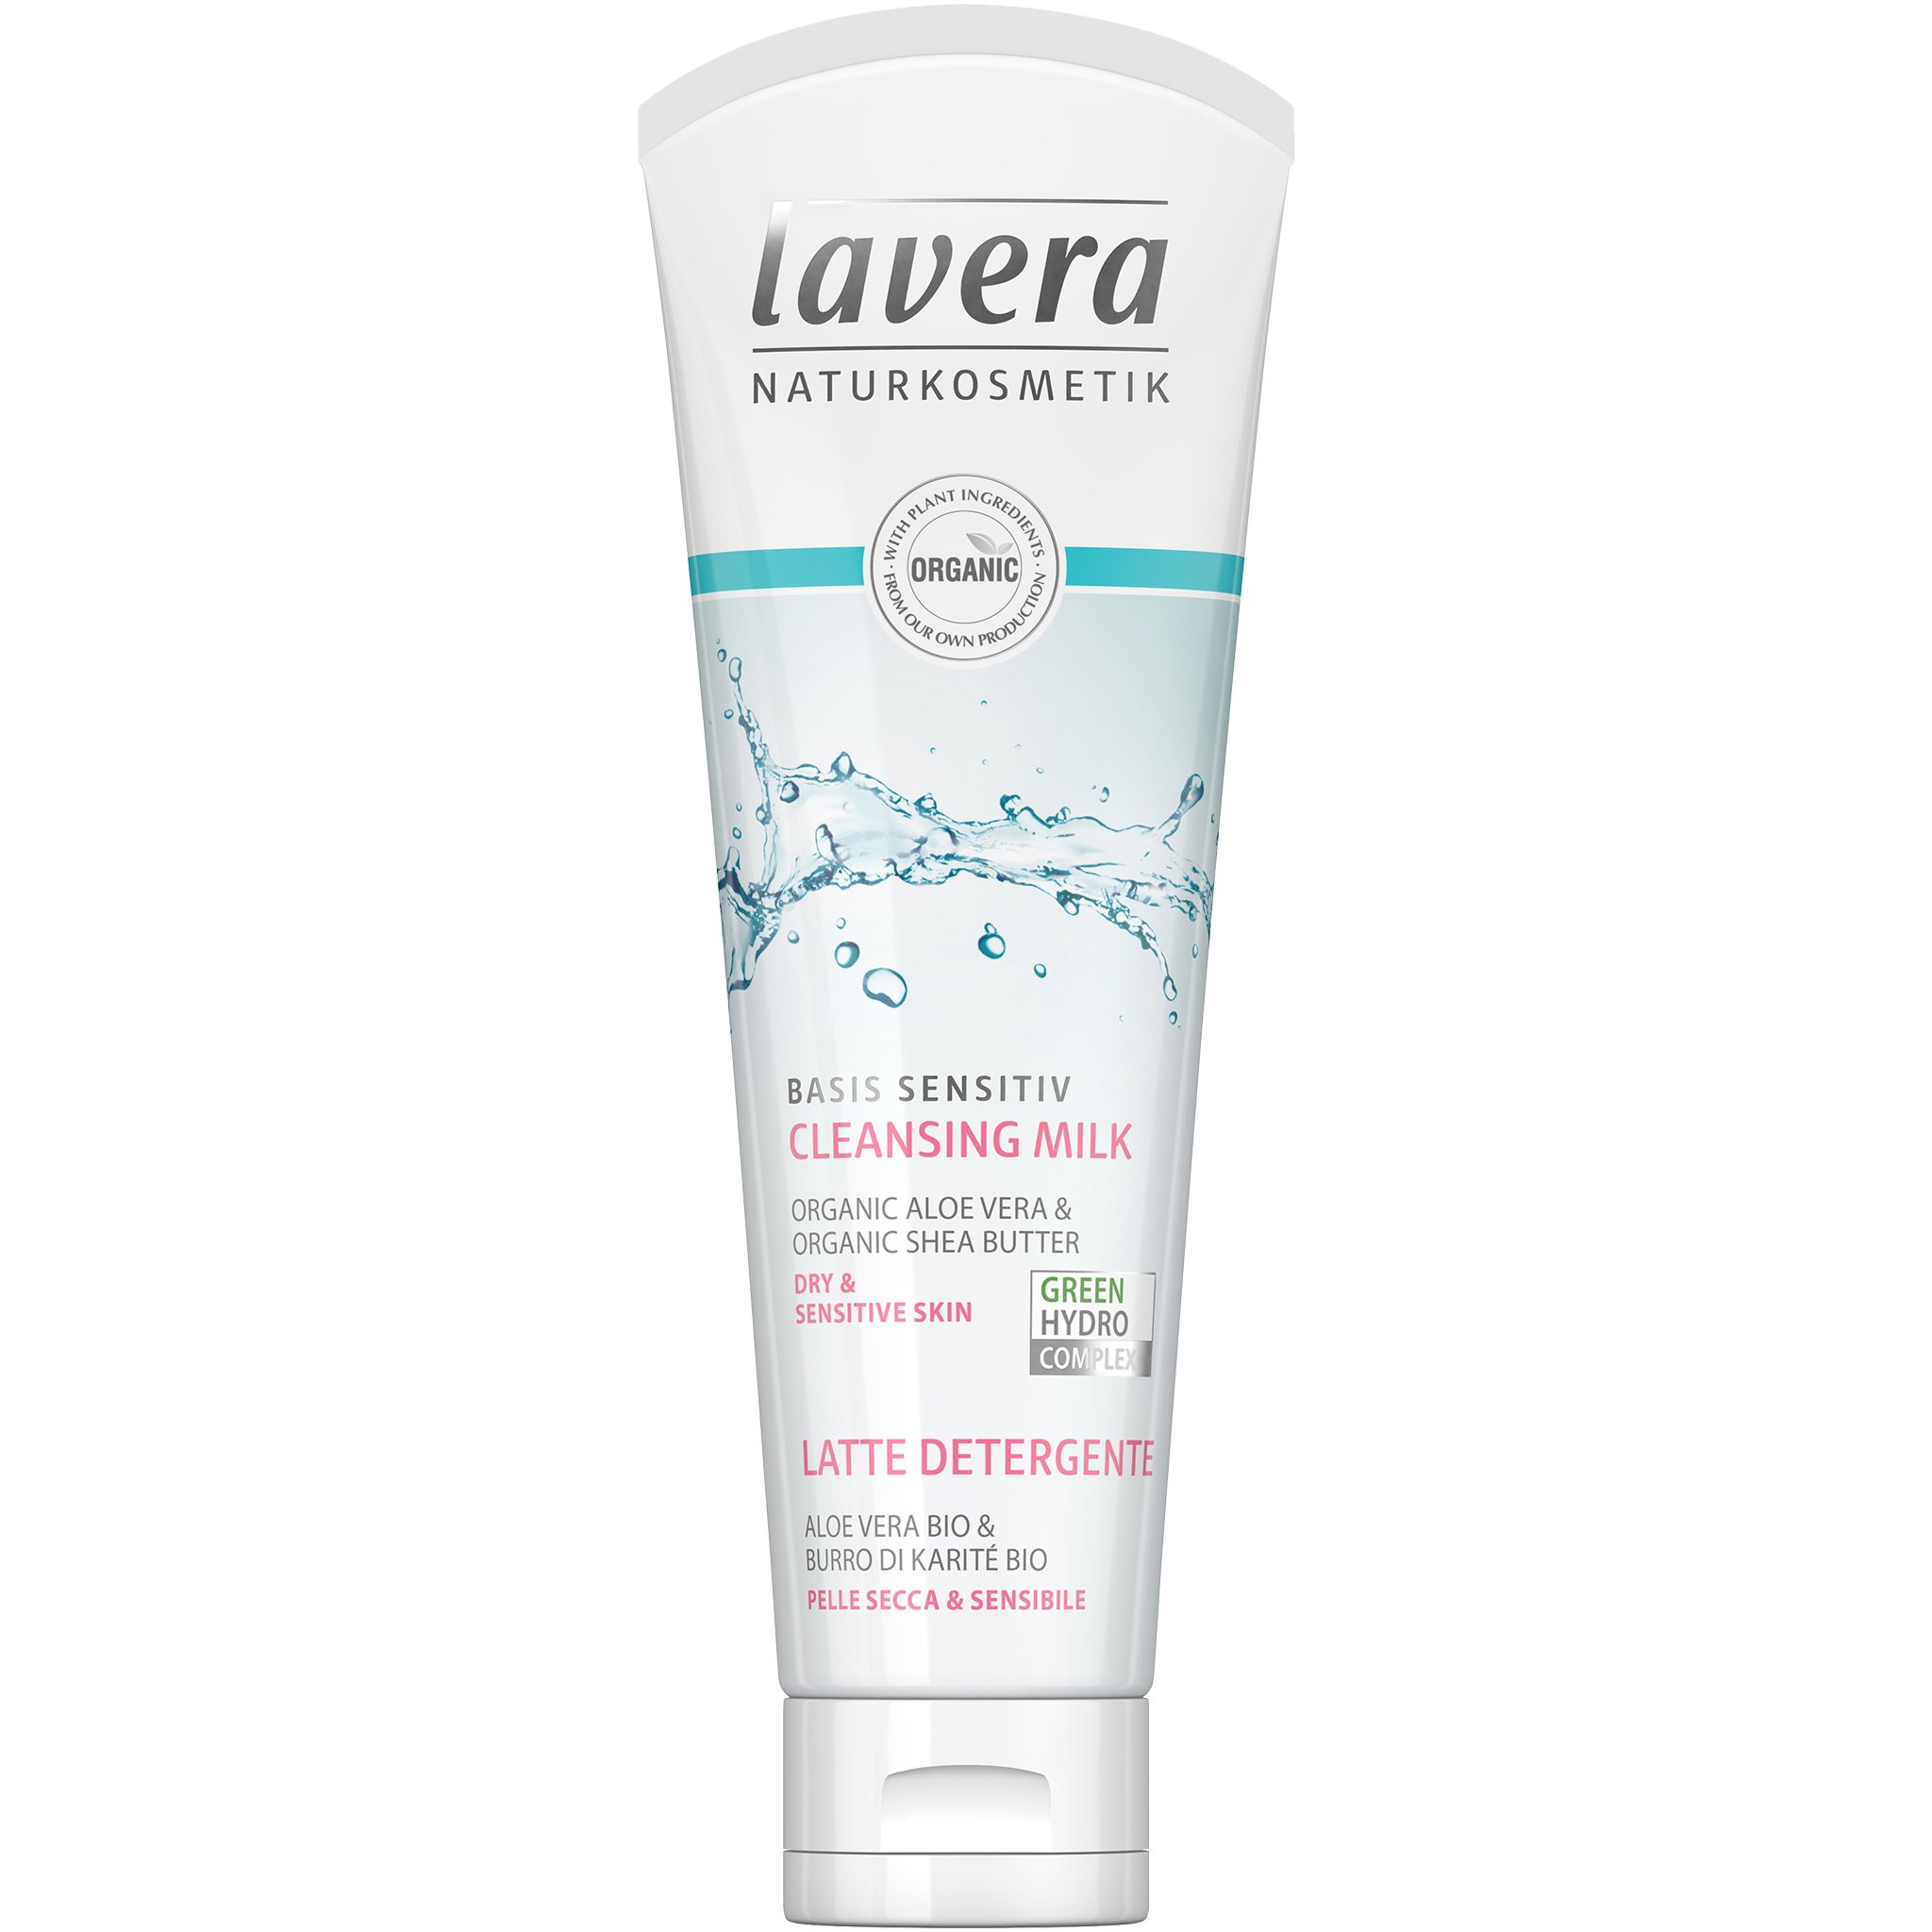 lavera
NATURKOSMETIK
· WITH PLANT INGREDIENTS ·
ORGANIC
FROM OUR OWN PRODUCTION
BASIS SENSITIV
CLEANSING MILK
ORGANIC ALOE VERA &
ORGANIC SHEA BUTTER
DRY &
SENSITIVE SKIN
GREEN
HYDRO
COMPLEX
LATTE DETERGENTE
ALOE VERA BIO &
BURRO DI KARITÉ BIO
PELLE SECCA & SENSIBILE